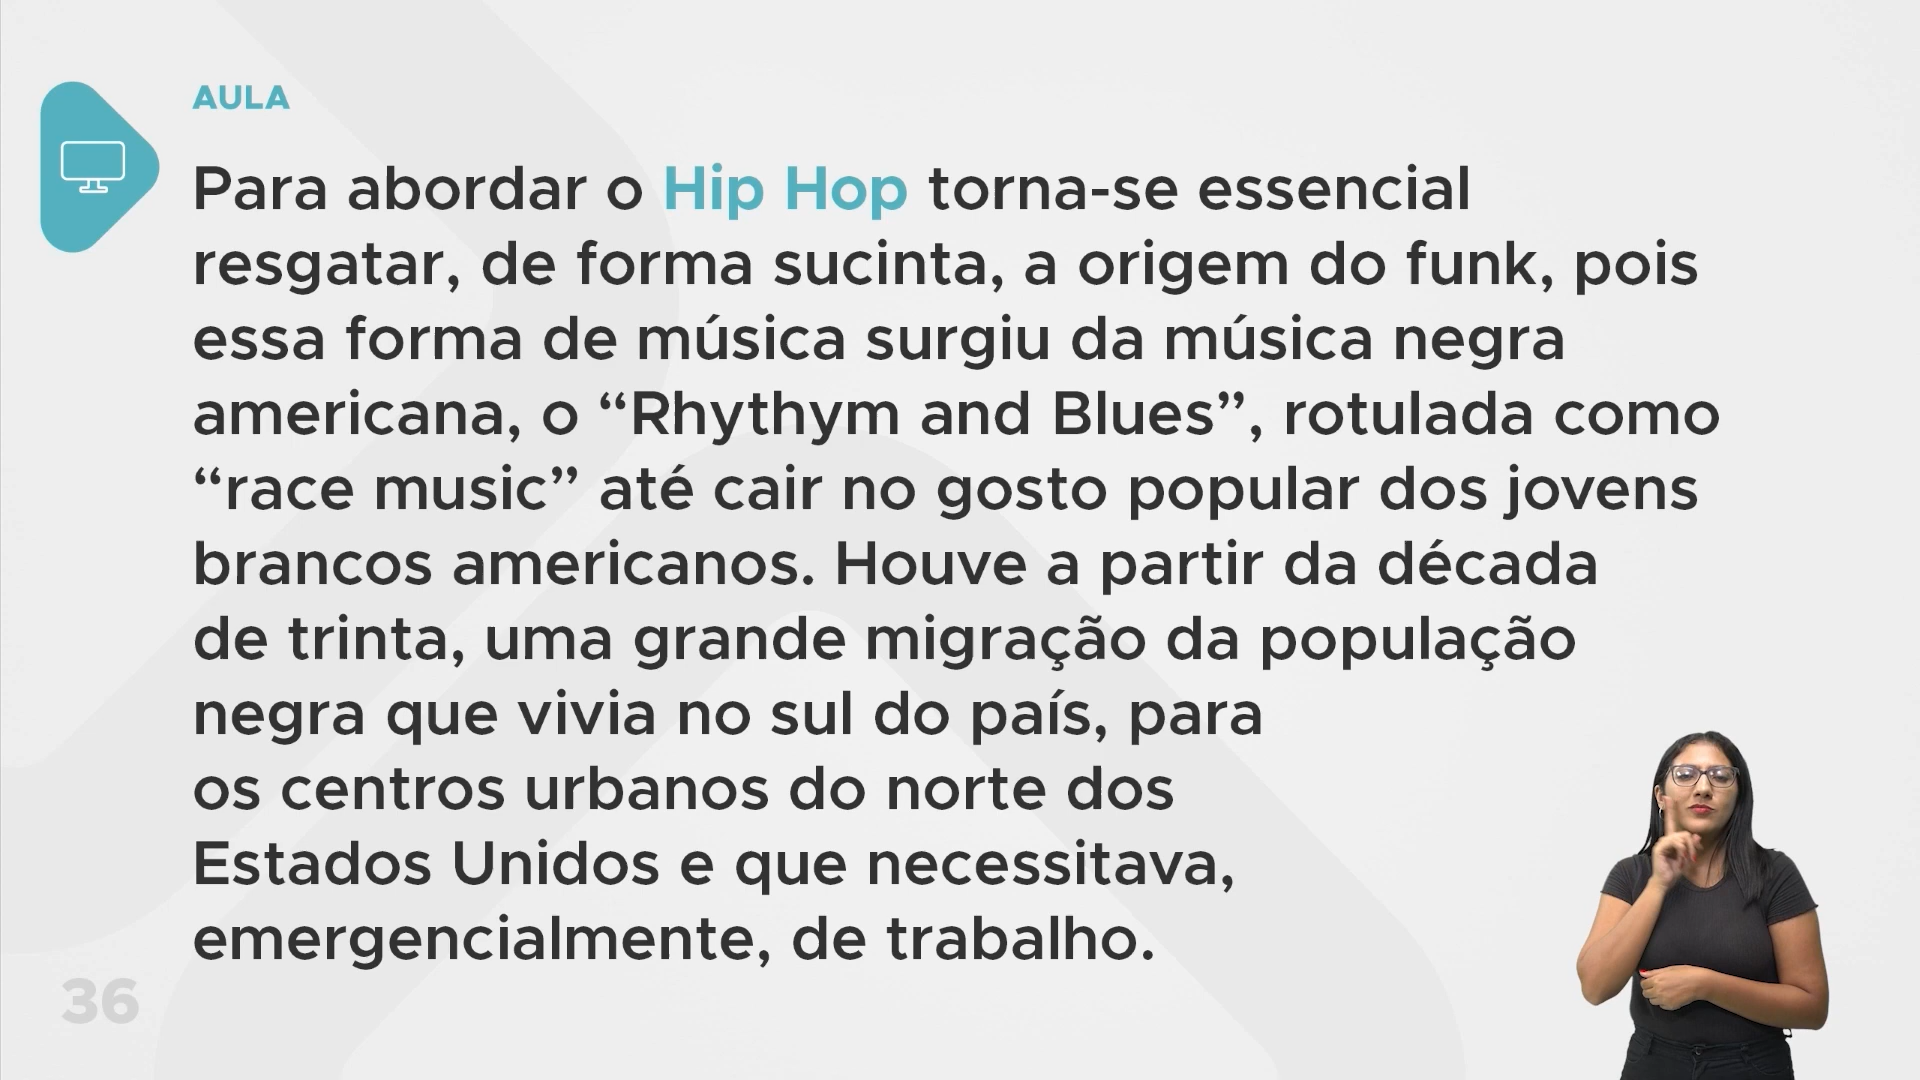 AULA
Para abordar o Hip Hop torna-se essencial
resgatar, de forma sucinta, a origem do funk, pois
essa forma de música surgiu da música negra
americana, o “Rhythym and Blues”, rotulada como
“race music” até cair no gosto popular dos jovens
brancos americanos. Houve a partir da década
de trinta, uma grande migração da população
negra que vivia no sul do país, para
os centros urbanos do norte dos
Estados Unidos e que necessitava,
emergencialmente, de trabalho.
36